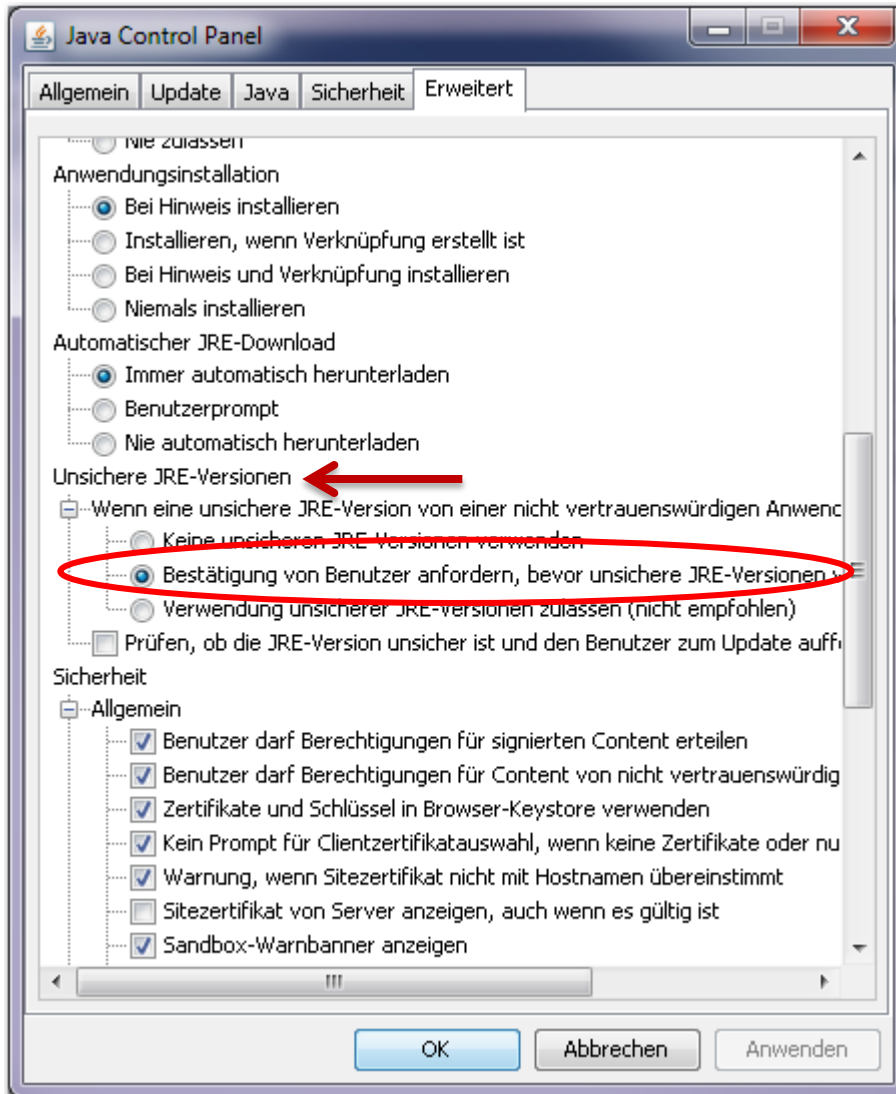 Java Control Panel
Allgemein Update Java Sicherheit Erweitert
Nie zulassen
Anwendungsinstallation
Bei Hinweis installieren
Installieren, wenn Verknüpfung erstellt ist
Bei Hinweis und Verknüpfung installieren
Niemals installieren
Automatischer JRE-Download
Immer automatisch herunterladen
Benutzerprompt
Nie automatisch herunterladen
Unsichere JRE-Versionen
Wenn eine unsichere JRE-Version von einer nicht vertrauenswürdigen Anwenc
Keine unsicheren JRE-Versionen verwenden
Bestätigung von Benutzer anfordern, bevor unsichere JRE-Versionen
Verwendung unsicherer JRE-Versionen zulassen (nicht empfohlen)
Prüfen, ob die JRE-Version unsicher ist und den Benutzer zum Update auff
Sicherheit
Allgemein
Benutzer darf Berechtigungen für signierten Content erteilen
Benutzer darf Berechtigungen für Content von nicht vertrauenswürdig
Zertifikate und Schlüssel in Browser-Keystore verwenden
Kein Prompt für Clientzertifikatauswahl, wenn keine Zertifikate oder nu
Warnung, wenn Sitezertifikat nicht mit Hostnamen übereinstimmt
Sitezertifikat von Server anzeigen, auch wenn es gültig ist
Sandbox-Warnbanner anzeigen
OK Abbrechen Anwenden